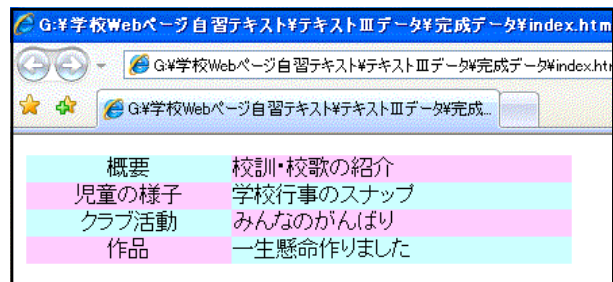 G:¥学校Webページ自習テキスト¥テキストⅢデータ¥完成データ¥index.htm
G:¥学校Webページ自習テキスト¥テキストⅢデータ¥完成データ¥index.htm
G:¥学校Webページ自習テキスト¥テキストⅢデータ¥完成...
概要 校訓・校歌の紹介
児童の様子 学校行事のスナップ
クラブ活動 みんなのがんばり
作品 一生懸命作りました